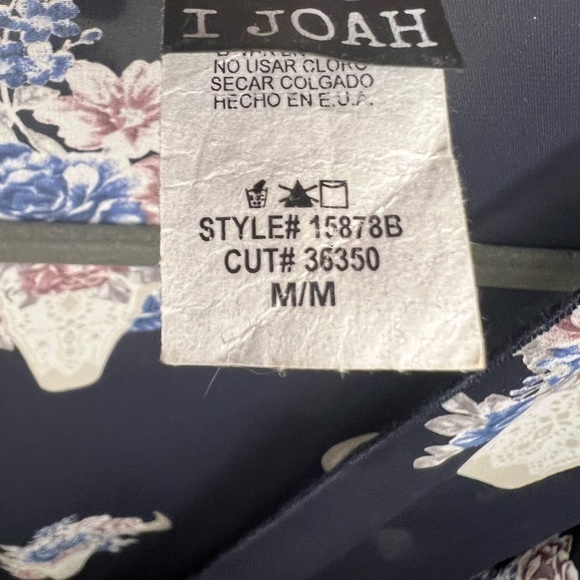 I JOAH
NO USAR CLORO
SECAR COLGADO
HECHO EN E.U.A.
STYLE# 15878B
CUT# 36350
M/M